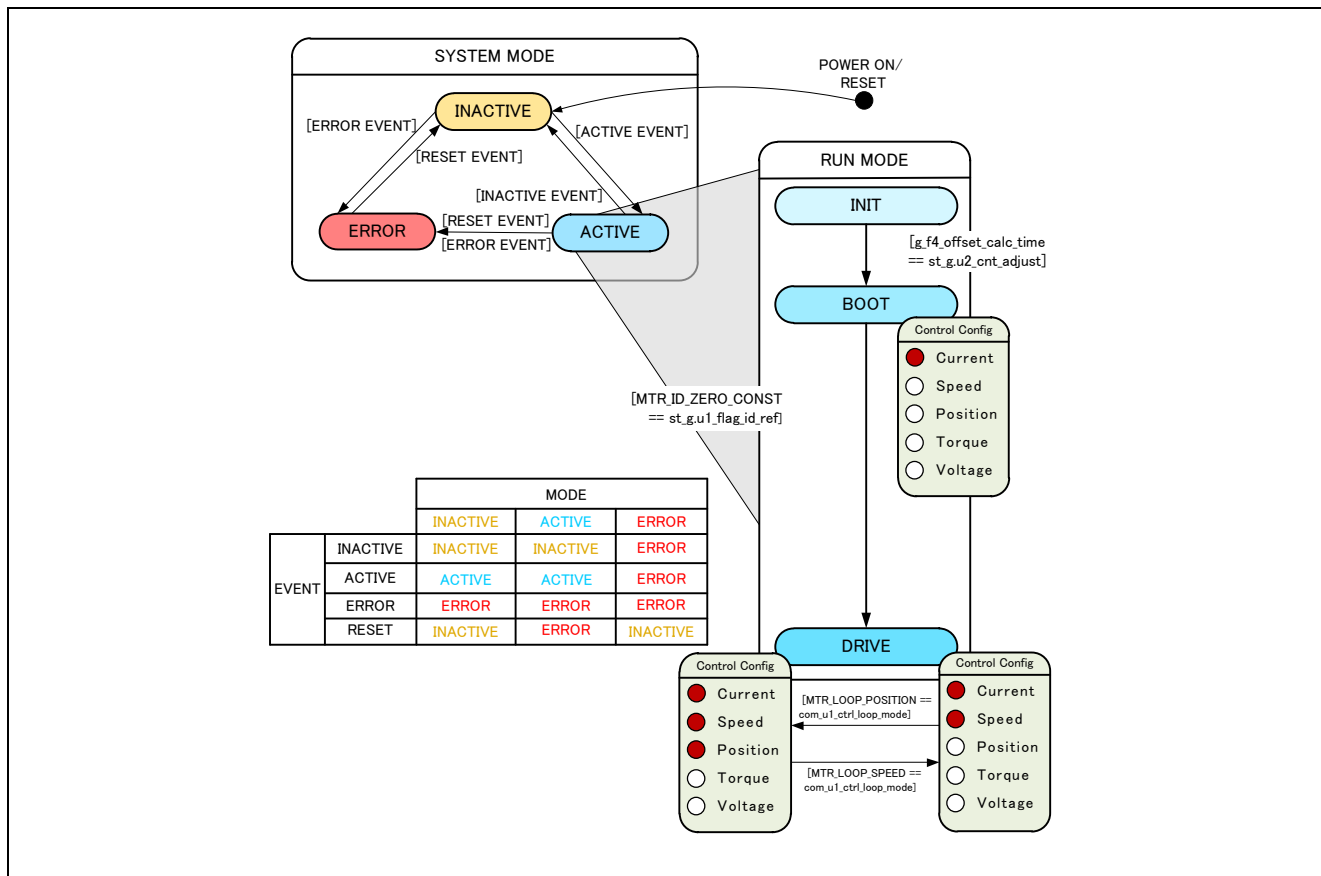 SYSTEM MODE
POWER ON/
RESET
INACTIVE
[ERROR EVENT]
[ACTIVE EVENT]
[RESET EVENT]
[INACTIVE EVENT]
ERROR
[RESET EVENT]
[ERROR EVENT]
ACTIVE
RUN MODE
INIT
[g_f4_offset_calc_time
== st_g.u2_cnt_adjust]
BOOT
Control Config
Current
Speed
Position
Torque
Voltage
[MTR_ID_ZERO_CONST
== st_g.u1_flag_id_ref]
MODE
INACTIVE ACTIVE ERROR
EVENT
INACTIVE INACTIVE INACTIVE ERROR
ACTIVE ACTIVE ACTIVE ERROR
ERROR ERROR ERROR ERROR
RESET INACTIVE ERROR INACTIVE
DRIVE
Control Config
Current
Speed
Position
Torque
Voltage
[MTR_LOOP_POSITION ==
com_u1_ctrl_loop_mode]
[MTR_LOOP_SPEED ==
com_u1_ctrl_loop_mode]
Control Config
Current
Speed
Position
Torque
Voltage